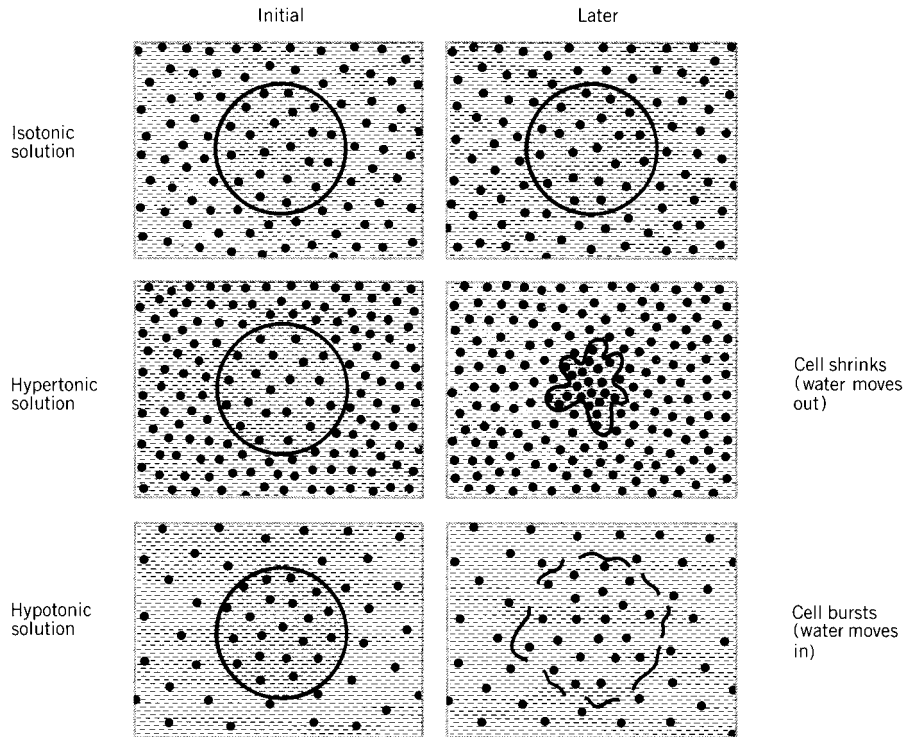 Initial
Later
Isotonic
solution
Hypertonic
solution
Cell shrinks
(water moves
out)
Hypotonic
solution
Cell bursts
(water moves
in)